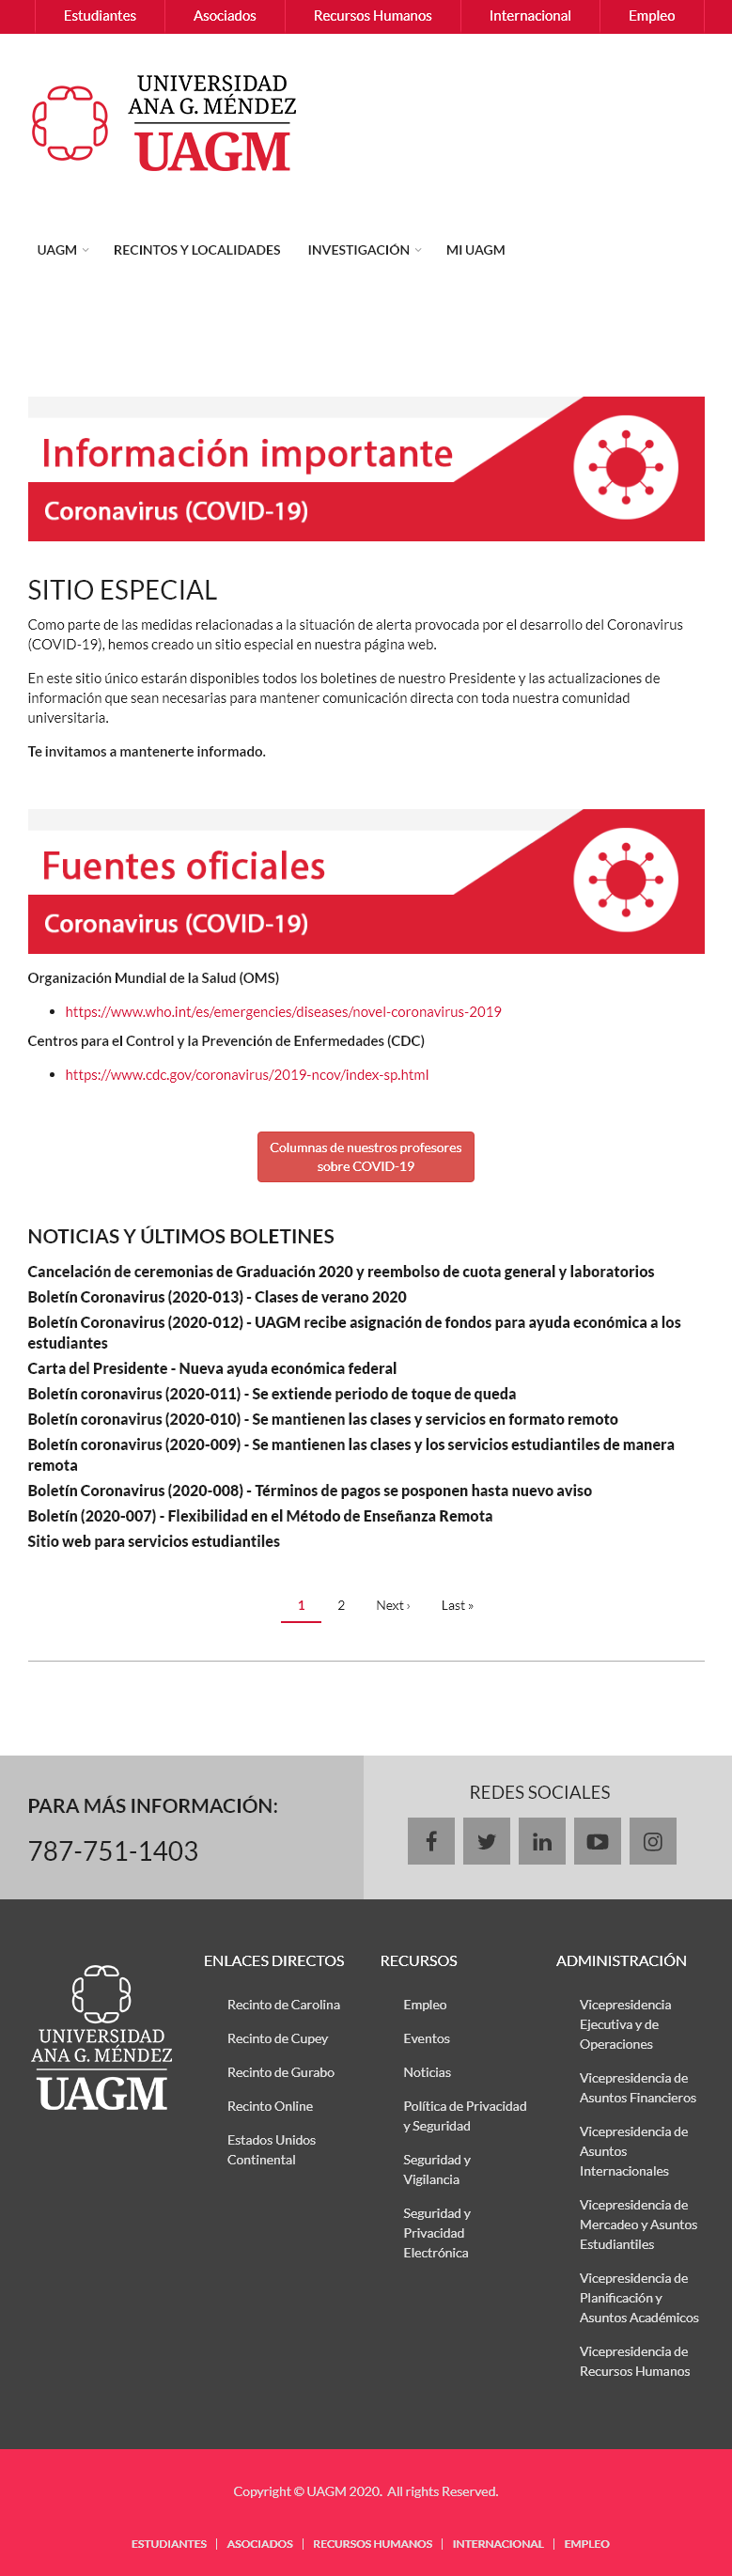 Estudiantes Asociados Recursos Humanos Internacional Empleo
UNIVERSIDAD
ANA G. MÉNDEZ
UAGM
UAGM RECINTOS Y LOCALIDADES INVESTIGACIÓN MI UAGM
Información importante
Coronavirus (COVID-19)
SITIO ESPECIAL
Como parte de las medidas relacionadas a la situación de alerta provocada por el desarrollo del Coronavirus
(COVID-19), hemos creado un sitio especial en nuestra página web.
En este sitio único estarán disponibles todos los boletines de nuestro Presidente y las actualizaciones de
información que sean necesarias para mantener comunicación directa con toda nuestra comunidad
universitaria.
Te invitamos a mantenerte informado.
Fuentes oficiales
Coronavirus (COVID-19)
Organización Mundial de la Salud (OMS)
https://www.who.int/es/emergencies/diseases/novel-coronavirus-2019
Centros para el Control y la Prevención de Enfermedades (CDC)
https://www.cdc.gov/coronavirus/2019-ncov/index-sp.html
Columnas de nuestros profesores
sobre COVID-19
NOTICIAS Y ÚLTIMOS BOLETINES
Cancelación de ceremonias de Graduación 2020 y reembolso de cuota general y laboratorios
Boletín Coronavirus (2020-013) - Clases de verano 2020
Boletín Coronavirus (2020-012) - UAGM recibe asignación de fondos para ayuda económica a los
estudiantes
Carta del Presidente - Nueva ayuda económica federal
Boletín coronavirus (2020-011) - Se extiende periodo de toque de queda
Boletín coronavirus (2020-010) - Se mantienen las clases y servicios en formato remoto
Boletín coronavirus (2020-009) - Se mantienen las clases y los servicios estudiantiles de manera
remota
Boletín Coronavirus (2020-008) - Términos de pagos se posponen hasta nuevo aviso
Boletín (2020-007) - Flexibilidad en el Método de Enseñanza Remota
Sitio web para servicios estudiantiles
1 2 Next › Last »
PARA MÁS INFORMACIÓN:
787-751-1403
REDES SOCIALES
UNIVERSIDAD
ANA G. MÉNDEZ
UAGM
ENLACES DIRECTOS
Recinto de Carolina
Recinto de Cupey
Recinto de Gurabo
Recinto Online
Estados Unidos
Continental
RECURSOS
Empleo
Eventos
Noticias
Política de Privacidad
y Seguridad
Seguridad y
Vigilancia
Seguridad y
Privacidad
Electrónica
ADMINISTRACIÓN
Vicepresidencia
Ejecutiva y de
Operaciones
Vicepresidencia de
Asuntos Financieros
Vicepresidencia de
Asuntos
Internacionales
Vicepresidencia de
Mercadeo y Asuntos
Estudiantiles
Vicepresidencia de
Planificación y
Asuntos Académicos
Vicepresidencia de
Recursos Humanos
Copyright © UAGM 2020. All rights Reserved.
ESTUDIANTES | ASOCIADOS | RECURSOS HUMANOS | INTERNACIONAL | EMPLEO